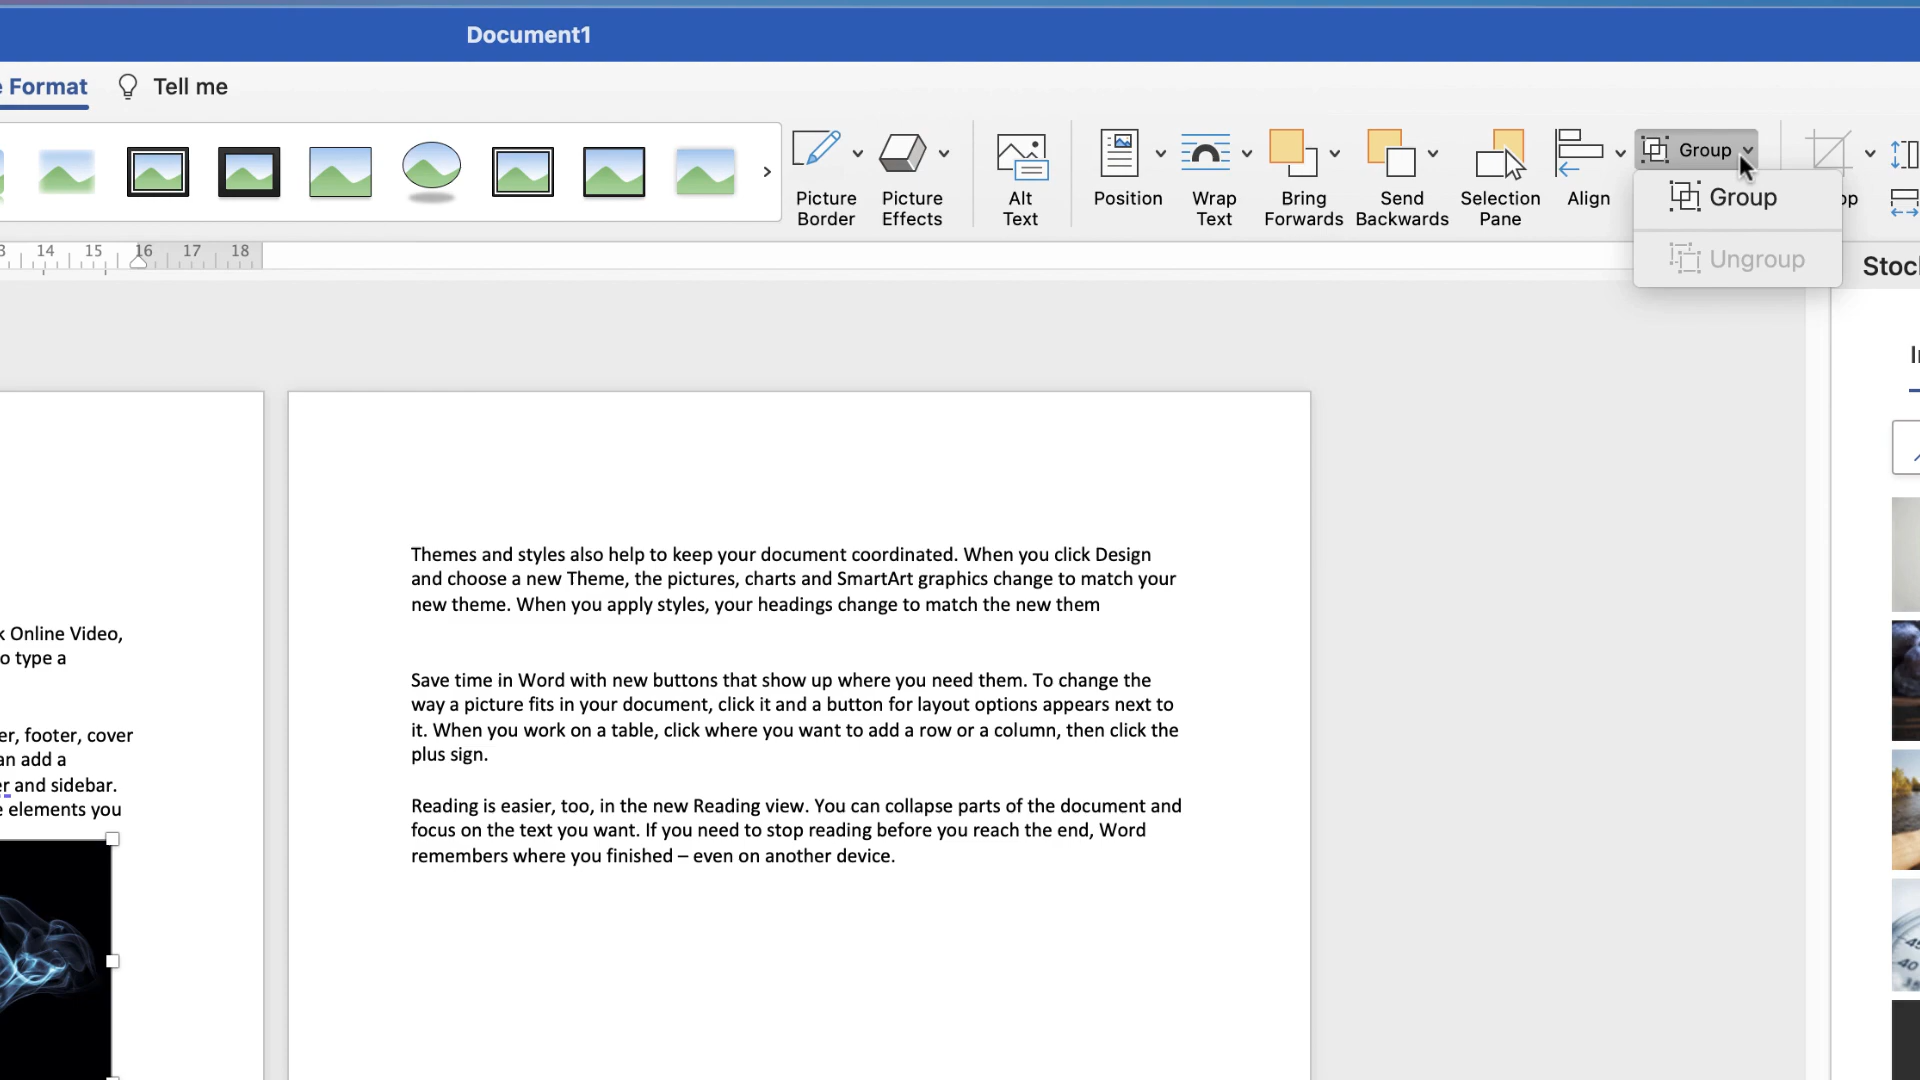 Document1
Format
Tell me
Picture
Border
Picture
Effects
Alt
Text
Position
Wrap
Text
Bring
Forwards
Send
Backwards
Selection
Pane
Align
Group
Group
Ungroup
14 15 16 17 18
Online Video,
o type a
er, footer, cover
an add a
er and sidebar.
elements you
Themes and styles also help to keep your document coordinated. When you click Design
and choose a new Theme, the pictures, charts and SmartArt graphics change to match your
new theme. When you apply styles, your headings change to match the new them
Save time in Word with new buttons that show up where you need them. To change the
way a picture fits in your document, click it and a button for layout options appears next to
it. When you work on a table, click where you want to add a row or a column, then click the
plus sign.
Reading is easier, too, in the new Reading view. You can collapse parts of the document and
focus on the text you want. If you need to stop reading before you reach the end, Word
remembers where you finished – even on another device.